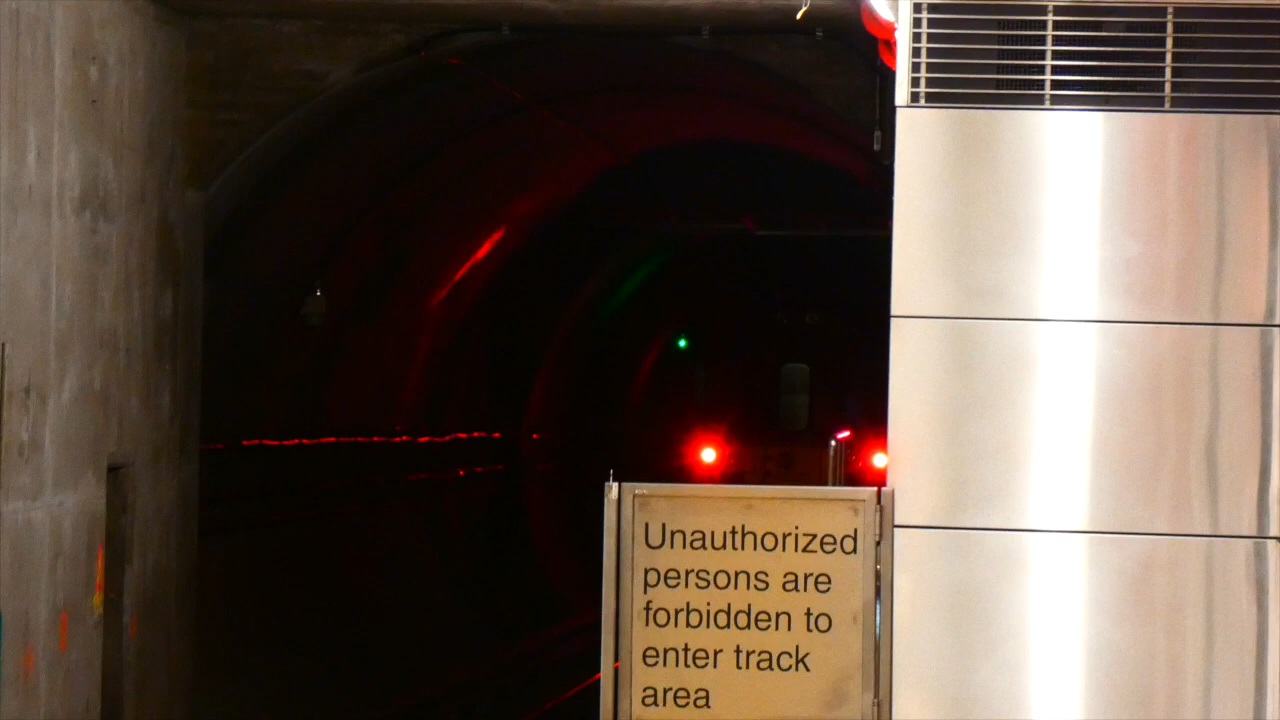 Unauthorized
persons are
forbidden to
enter track
area